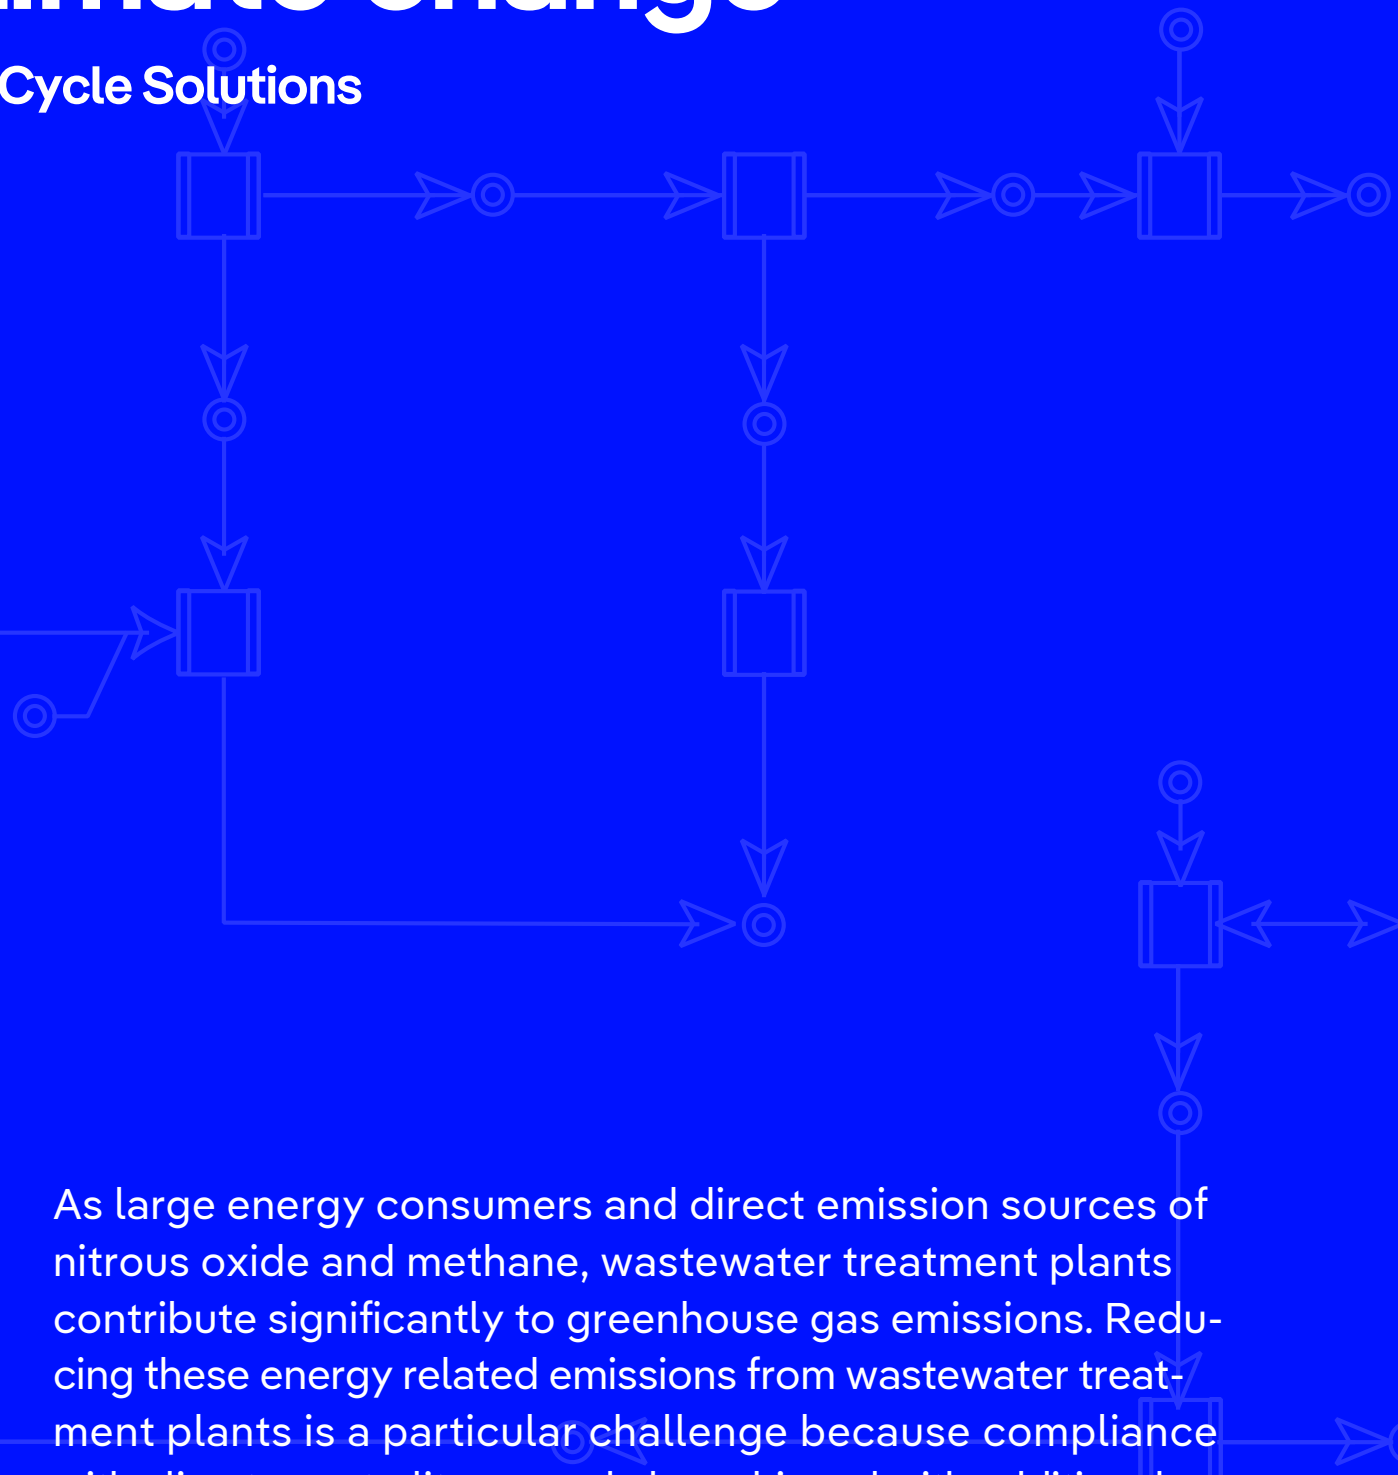 Cycle Solutions
As large energy consumers and direct emission sources of
nitrous oxide and methane, wastewater treatment plants
contribute significantly to greenhouse gas emissions. Redu-
cing these energy related emissions from wastewater treat-
ment plants is a particular challenge because compliance